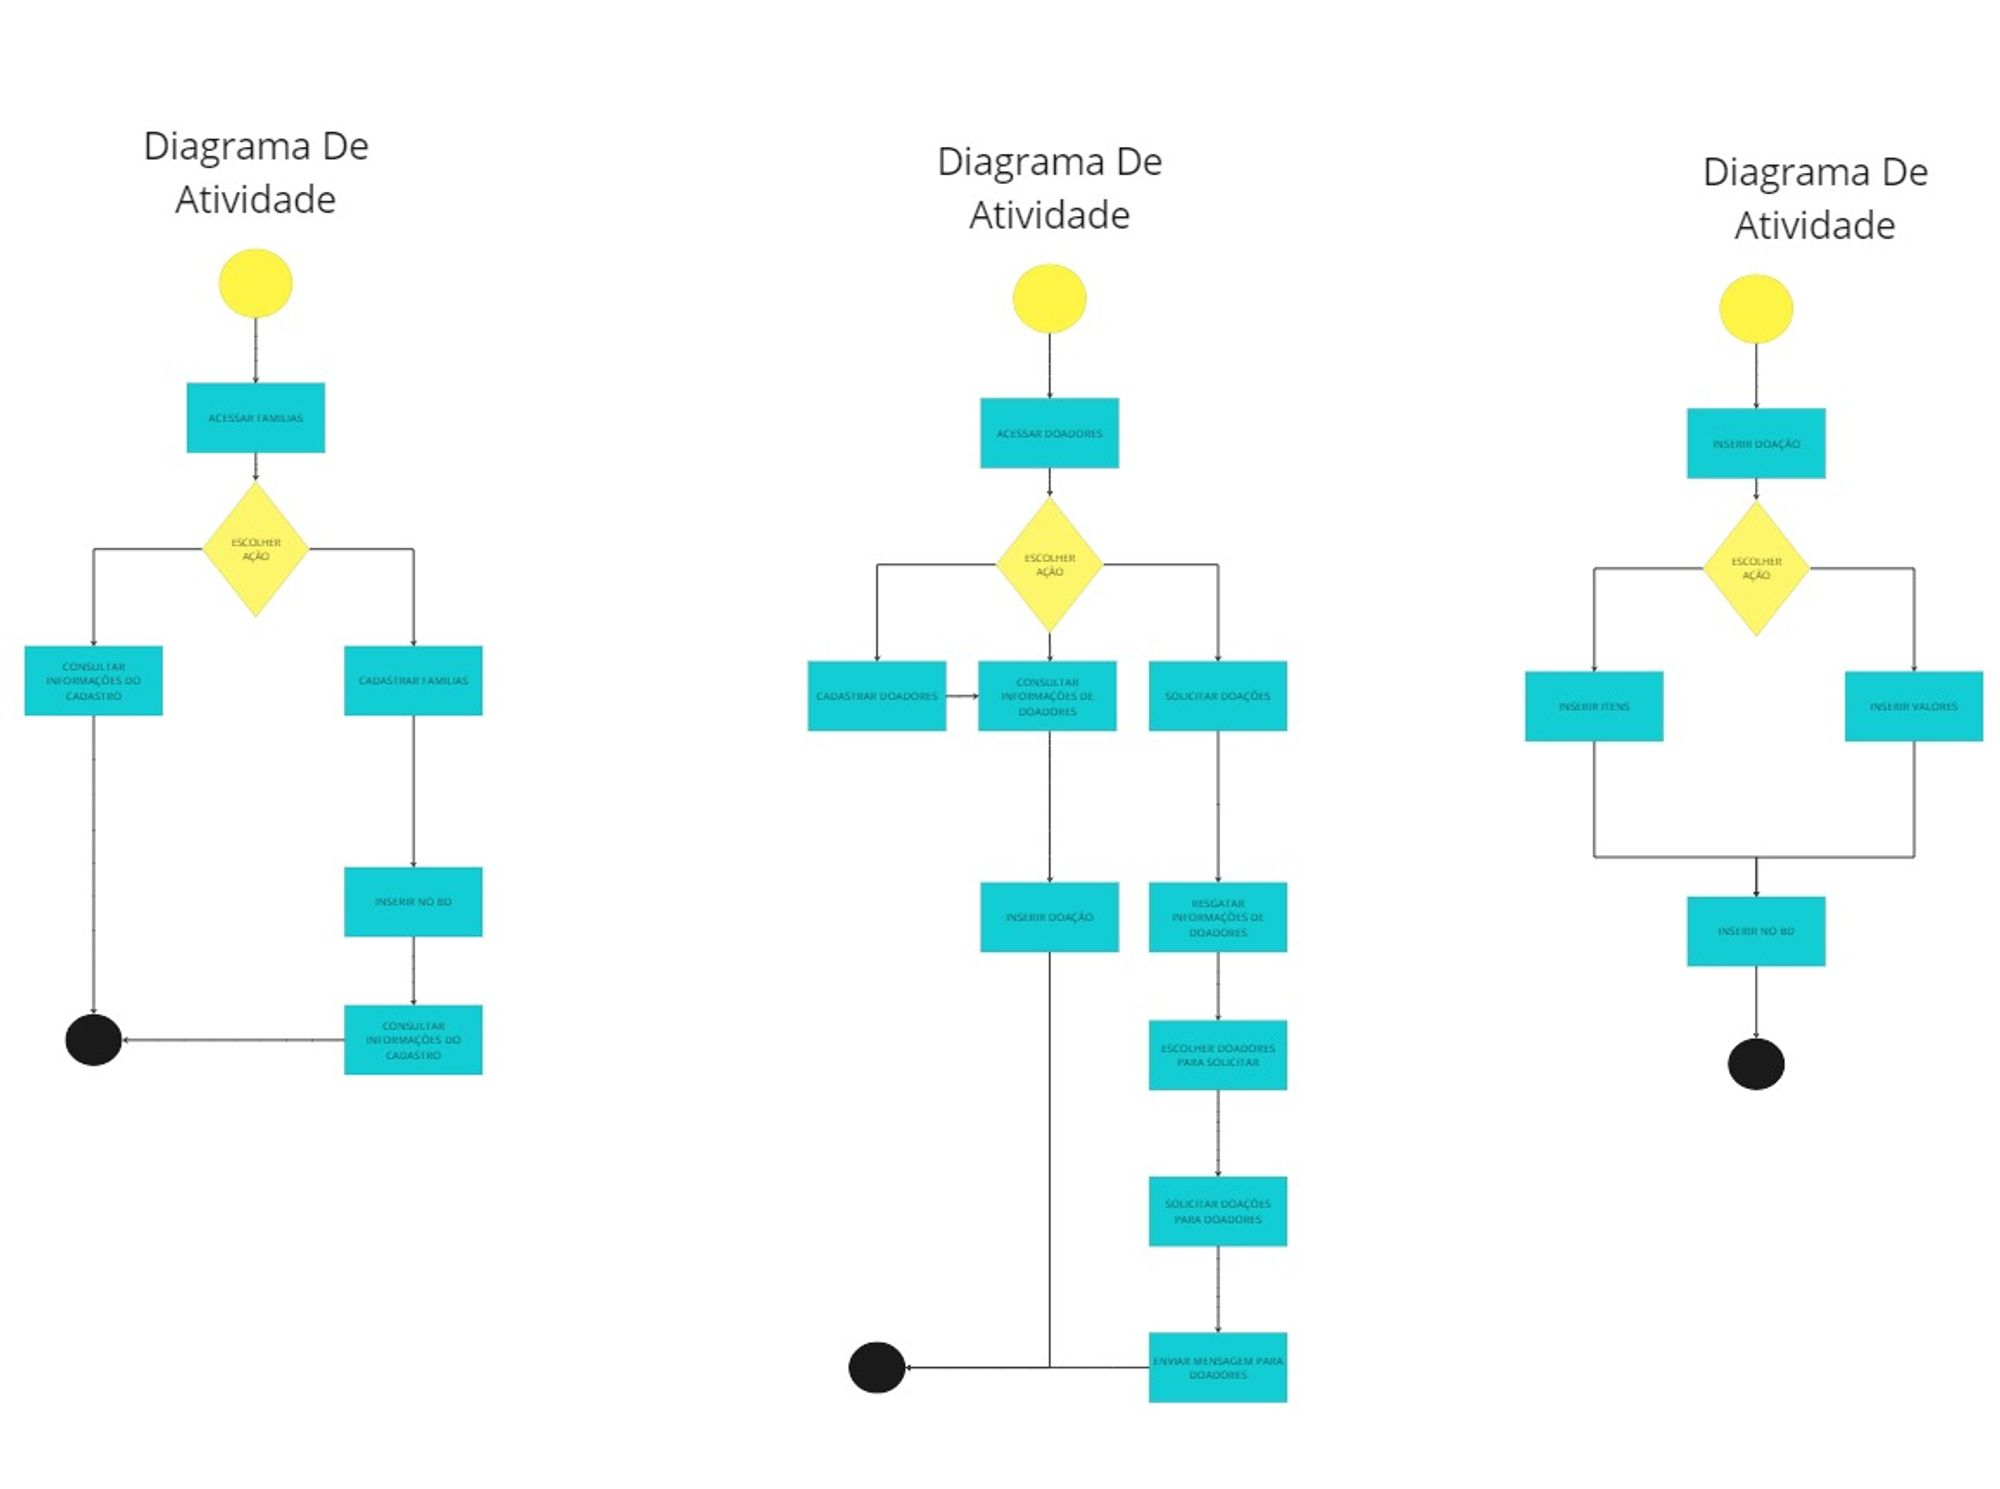 Diagrama De
Atividade
ACESSAR FAMILIAS
ESCOLHER
AÇÃO
CONSULTAR
INFORMAÇÕES DO
CADASTRO
CADASTRAR FAMILIAS
INSERIR NO BD
CONSULTAR
INFORMAÇÕES DO
CADASTRO
Diagrama De
Atividade
ACESSAR DOADORES
ESCOLHER
AÇÃO
CADASTRAR DOADORES
CONSULTAR
INFORMAÇÕES DE
DOADORES
SOLICITAR DOAÇÕES
INSERIR DOAÇÃO
RESGATAR
INFORMAÇÕES DE
DOADORES
ESCOLHER DOADORES
PARA SOLICITAR
SOLICITAR DOAÇÕES
PARA DOADORES
ENVIAR MENSAGEM PARA
DOADORES
Diagrama De
Atividade
INSERIR DOAÇÃO
ESCOLHER
AÇÃO
INSERIR ITENS
INSERIR VALORES
INSERIR NO BD